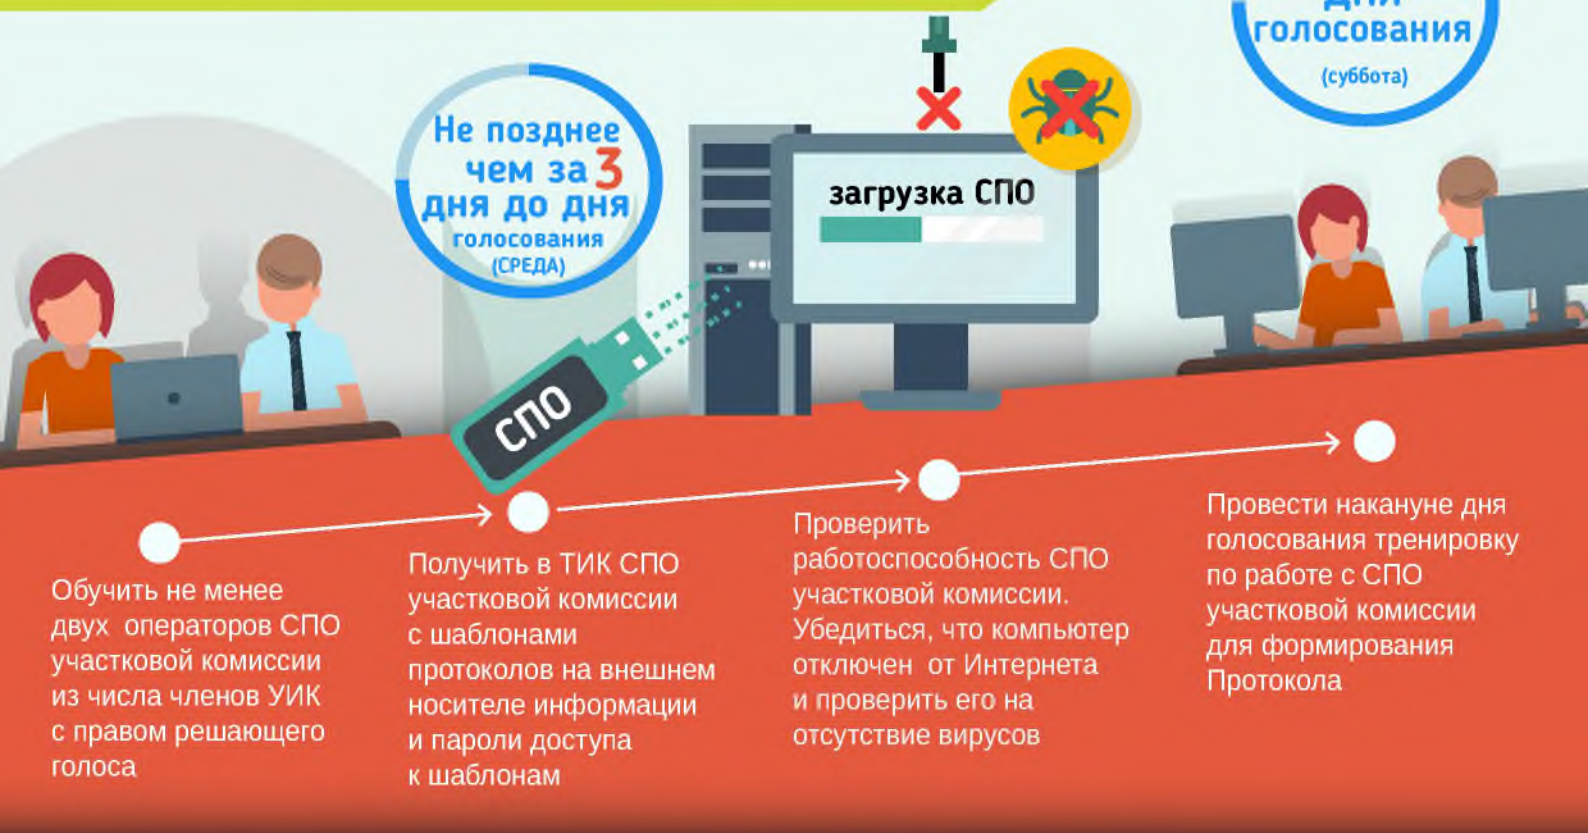 дня
голосования
(суббота)
Не позднее
чем за 3
дня до дня
голосования
(СРЕДА)
загрузка СПО
СПО
Обучить не менее
двух операторов СПО
участковой комиссии
из числа членов УИК
с правом решающего
голоса
Получить в ТИК СПО
участковой комиссии
с шаблонами
протоколов на внешнем
носителе информации
и пароли доступа
к шаблонам
Проверить
работоспособность СПО
участковой комиссии.
Убедиться, что компьютер
отключен от Интернета
и проверить его на
отсутствие вирусов
Провести накануне дня
голосования тренировку
по работе с СПО
участковой комиссии
для формирования
Протокола